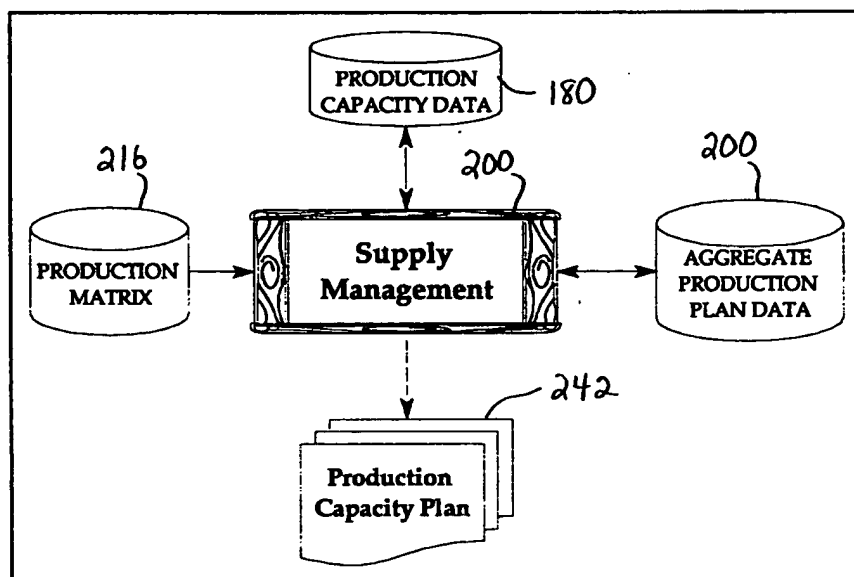 PRODUCTION
CAPACITY DATA
180
216
200
200
PRODUCTION
MATRIX
Supply
Management
AGGREGATE
PRODUCTION
PLAN DATA
242
Production
Capacity Plan